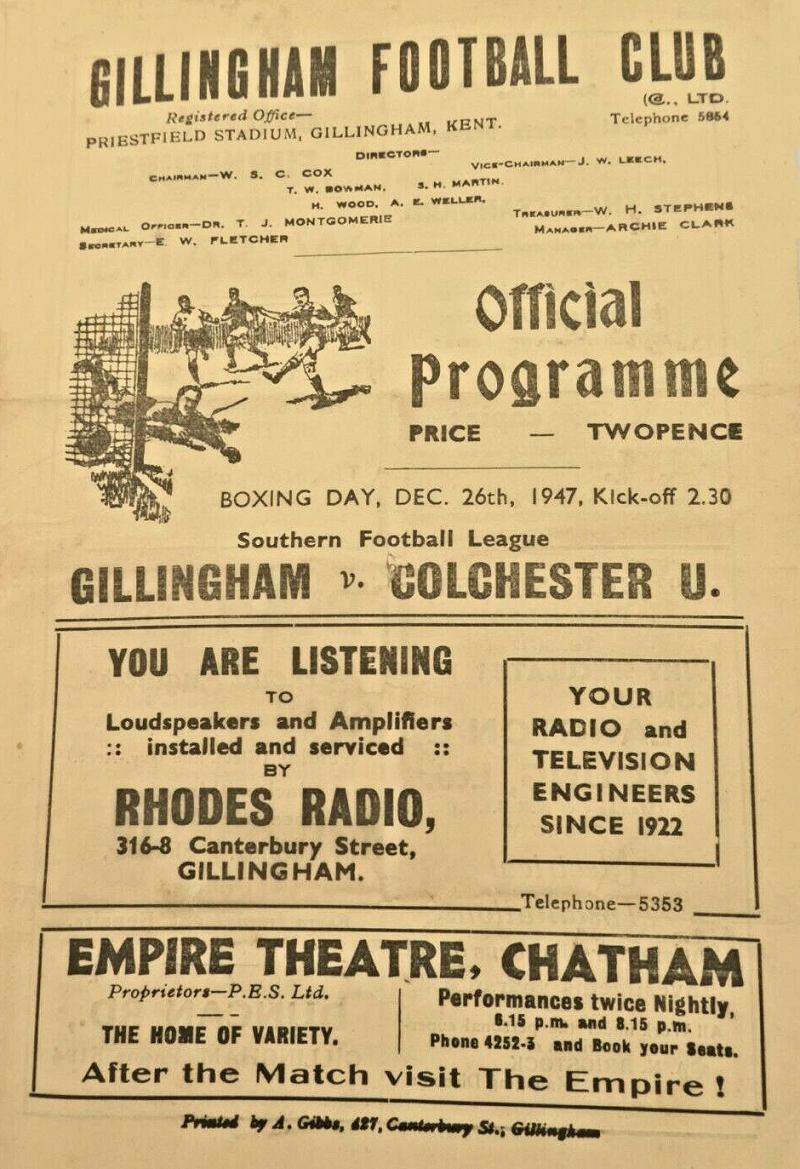 GILLINGHAM FOOTBALL CLUB
Registered Office—
(@., LTD.
PRIESTFIELD STADIUM, GILLINGHAM, KENT.
Telephone 5854
DIRECTORS—
CHAIRMAN—W. S. C. COX
VICE-CHAIRMAN—J. W. LEECH,
T. W. BOWMAN, S. H. MARTIN.
H. WOOD, A. E. WELLER,
MEDICAL OFFICER—DR. T. J. MONTGOMERIE
TREASURER—W. H. STEPHENS
SECRETARY—E. W. FLETCHER
MANAGER—ARCHIE CLARK
Official
Programme
PRICE — TWOPENCE
BOXING DAY, DEC. 26th, 1947, Kick-off 2.30
Southern Football League
GILLINGHAM v. COLCHESTER U.
YOU ARE LISTENING
TO
Loudspeakers and Amplifiers
:: installed and serviced ::
BY
RHODES RADIO,
316-8 Canterbury Street,
GILLINGHAM.
YOUR
RADIO and
TELEVISION
ENGINEERS
SINCE 1922
Telephone—5353
EMPIRE THEATRE, CHATHAM
Proprietors—P.E.S. Ltd.
THE HOME OF VARIETY.
Performances twice Nightly,
6.15 p.m. and 8.15 p.m.
Phone 4252-3 and Book your Seats.
After the Match visit The Empire !
Printed by A. Gibbs, 427, Canterbury St., Gillingham